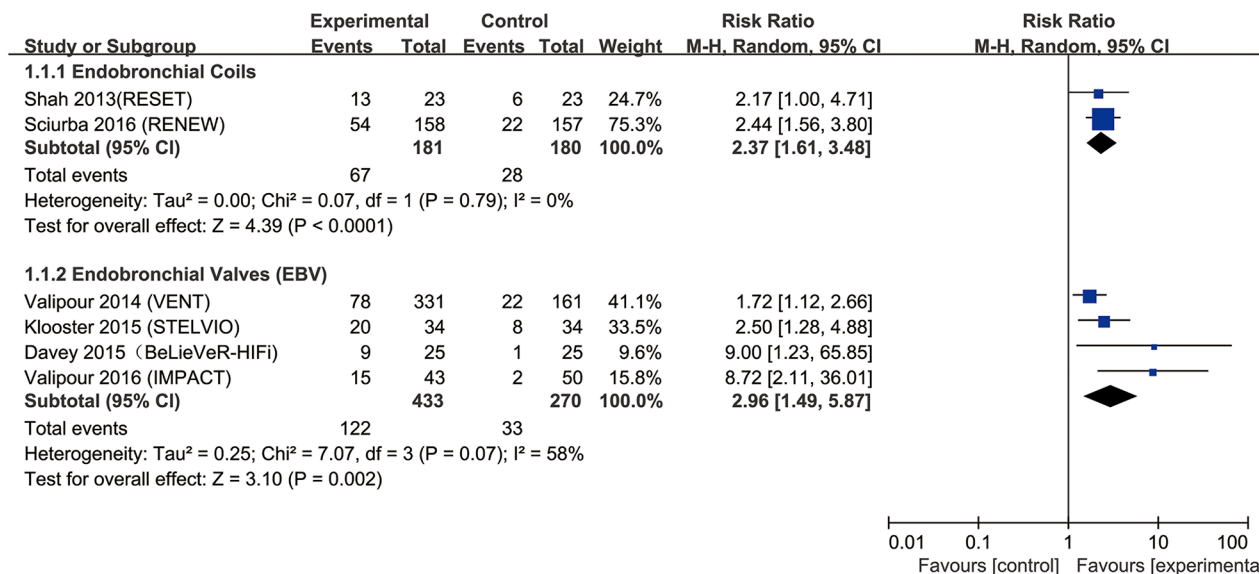 Experimental Control Risk Ratio Risk Ratio
Study or Subgroup Events Total Events Total Weight M-H, Random, 95% CI M-H, Random, 95% CI
1.1.1 Endobronchial Coils
Shah 2013(RESET) 13 23 6 23 24.7% 2.17 [1.00, 4.71]
Sciurba 2016 (RENEW) 54 158 22 157 75.3% 2.44 [1.56, 3.80]
Subtotal (95% CI) 181 180 100.0% 2.37 [1.61, 3.48]
Total events 67 28
Heterogeneity: Tau² = 0.00; Chi² = 0.07, df = 1 (P = 0.79); I² = 0%
Test for overall effect: Z = 4.39 (P < 0.0001)
1.1.2 Endobronchial Valves (EBV)
Valipour 2014 (VENT) 78 331 22 161 41.1% 1.72 [1.12, 2.66]
Klooster 2015 (STELVIO) 20 34 8 34 33.5% 2.50 [1.28, 4.88]
Davey 2015（BeLieVeR-HIFi) 9 25 1 25 9.6% 9.00 [1.23, 65.85]
Valipour 2016 (IMPACT) 15 43 2 50 15.8% 8.72 [2.11, 36.01]
Subtotal (95% CI) 433 270 100.0% 2.96 [1.49, 5.87]
Total events 122 33
Heterogeneity: Tau² = 0.25; Chi² = 7.07, df = 3 (P = 0.07); I² = 58%
Test for overall effect: Z = 3.10 (P = 0.002)
0.01 0.1 1 10 100
Favours [control] Favours [experimenta